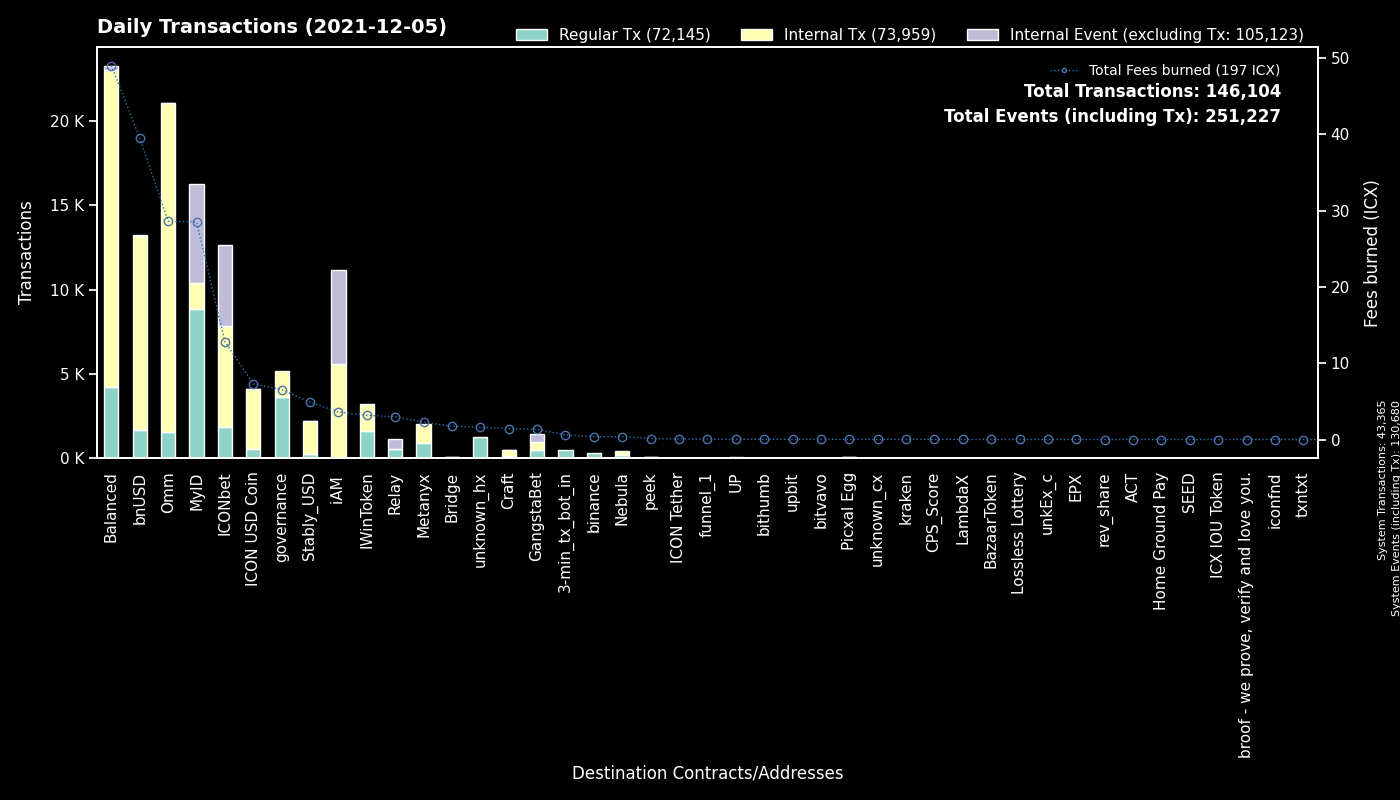 Daily Transactions (2021-12-05)
Regular Tx (72,145)
Internal Tx (73,959)
Internal Event (excluding Tx: 105,123)
Total Fees burned (197 ICX)
Total Transactions: 146,104
Total Events (including Tx): 251,227
Transactions
20 K
15 K
10 K
5 K
0 K
50
40
30
20
10
0
Fees burned (ICX)
Balanced
bnUSD
Omm
MyID
ICONbet
ICON USD Coin
governance
Stably_USD
iAM
IWinToken
Relay
Metanyx
Bridge
unknown_hx
Craft
GangstaBet
3-min_tx_bot_in
binance
Nebula
peek
ICON Tether
funnel_1
UP
bithumb
upbit
bitvavo
Picxal Egg
unknown_cx
kraken
CPS_Score
LambdaX
BazaarToken
Lossless Lottery
unkEx_c
EPX
rev_share
ACT
Home Ground Pay
SEED
ICX IOU Token
broof - we prove, verify and love you.
iconfnd
txntxt
Destination Contracts/Addresses
System Transactions: 43,365
System Events (including Tx): 130,680